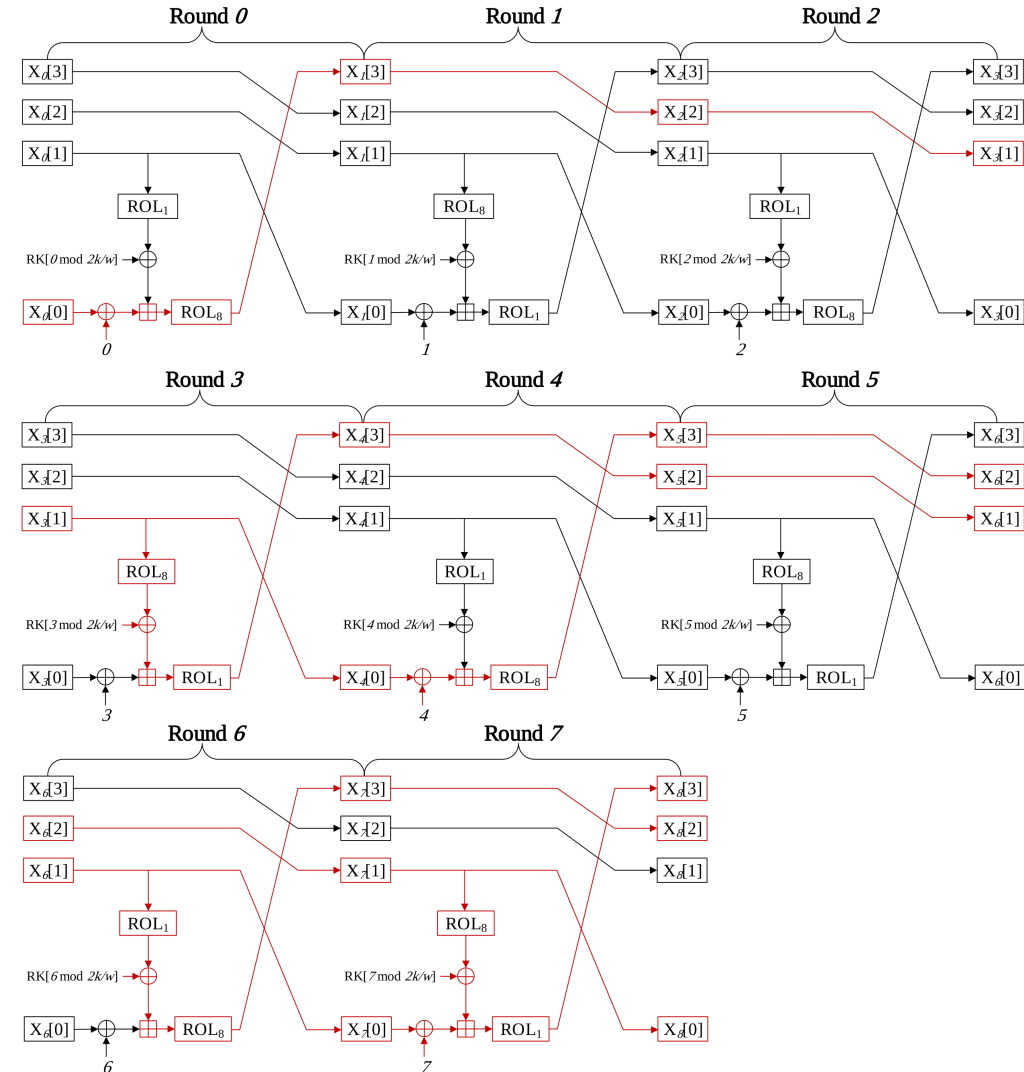 Round 0 Round 1 Round 2
X0[3] X1[3] X2[3] X3[3]
X0[2] X1[2] X2[2] X3[2]
X0[1] X1[1] X2[1] X3[1]
ROL1 ROL8 ROL1
RK[0 mod 2k/w] RK[1 mod 2k/w] RK[2 mod 2k/w]
X0[0] ROL8 X1[0] ROL1 X2[0] ROL8 X3[0]
0 1 2
Round 3 Round 4 Round 5
X3[3] X4[3] X5[3] X6[3]
X3[2] X4[2] X5[2] X6[2]
X3[1] X4[1] X5[1] X6[1]
ROL8 ROL1 ROL8
RK[3 mod 2k/w] RK[4 mod 2k/w] RK[5 mod 2k/w]
X3[0] ROL1 X4[0] ROL8 X5[0] ROL1 X6[0]
3 4 5
Round 6 Round 7
X6[3] X7[3] X8[3]
X6[2] X7[2] X8[2]
X6[1] X7[1] X8[1]
ROL1 ROL8
RK[6 mod 2k/w] RK[7 mod 2k/w]
X6[0] ROL8 X7[0] ROL1 X8[0]
6 7